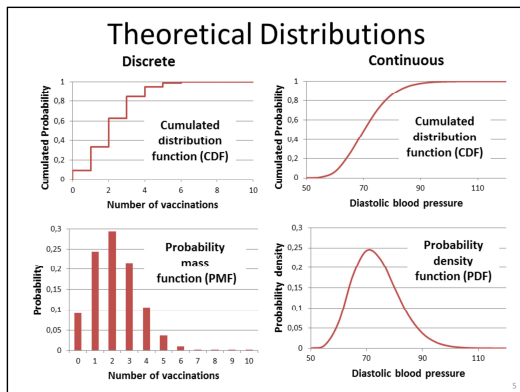 Theoretical Distributions
Discrete
Continuous
Cumulated Probability
1
0,8
0,6
0,4
0,2
0
Cumulated
distribution
function (CDF)
0 2 4 6 8 10
Number of vaccinations
Cumulated Probability
1
0,8
0,6
0,4
0,2
0
Cumulated
distribution
function (CDF)
50 70 90 110
Diastolic blood pressure
Probability
0,3
0,25
0,2
0,15
0,1
0,05
0
Probability
mass
function (PMF)
0 1 2 3 4 5 6 7 8 9 10
Number of vaccinations
Probability density
0,3
0,25
0,2
0,15
0,1
0,05
0
Probability
density
function (PDF)
50 70 90 110
Diastolic blood pressure
5